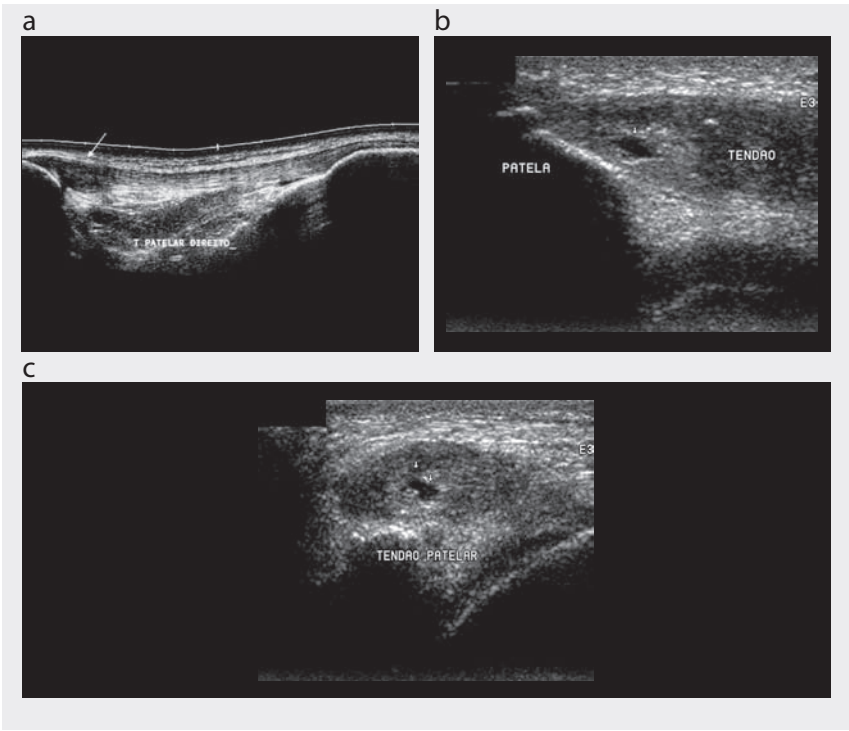 a
b
T PATELAR DIREITO
E3
PATELA
TENDAO
c
E3
TENDAO PATELAR